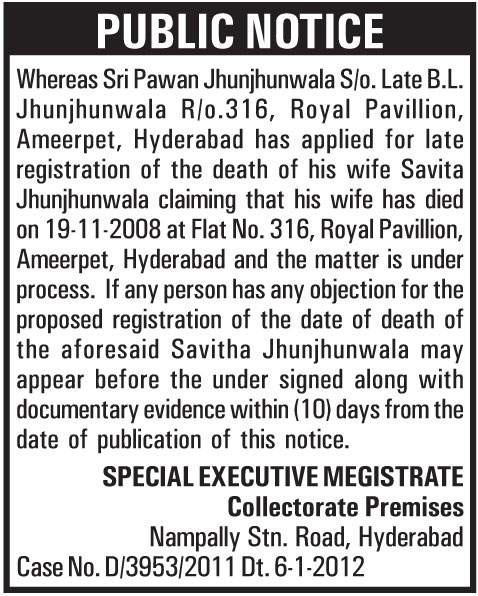 PUBLIC NOTICE
Whereas Sri Pawan Jhunjhunwala S/o. Late B.L.
Jhunjhunwala R/o.316, Royal Pavillion,
Ameerpet, Hyderabad has applied for late
registration of the death of his wife Savita
Jhunjhunwala claiming that his wife has died
on 19-11-2008 at Flat No. 316, Royal Pavillion,
Ameerpet, Hyderabad and the matter is under
process. If any person has any objection for the
proposed registration of the date of death of
the aforesaid Savitha Jhunjhunwala may
appear before the under signed along with
documentary evidence within (10) days from the
date of publication of this notice.
SPECIAL EXECUTIVE MEGISTRATE
Collectorate Premises
Nampally Stn. Road, Hyderabad
Case No. D/3953/2011 Dt. 6-1-2012